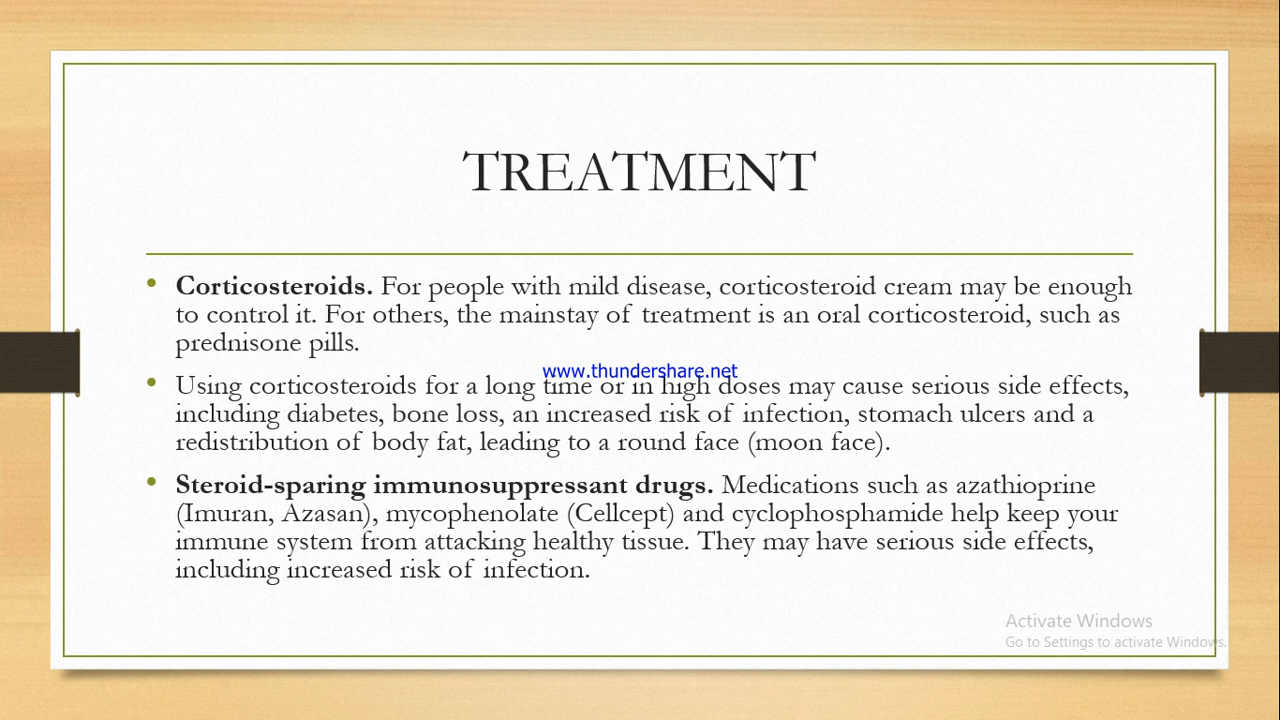 TREATMENT
• Corticosteroids. For people with mild disease, corticosteroid cream may be enough
to control it. For others, the mainstay of treatment is an oral corticosteroid, such as
prednisone pills.
www.thundershare.net
• Using corticosteroids for a long time or in high doses may cause serious side effects,
including diabetes, bone loss, an increased risk of infection, stomach ulcers and a
redistribution of body fat, leading to a round face (moon face).
• Steroid-sparing immunosuppressant drugs. Medications such as azathioprine
(Imuran, Azasan), mycophenolate (Cellcept) and cyclophosphamide help keep your
immune system from attacking healthy tissue. They may have serious side effects,
including increased risk of infection.
Activate Windows
Go to Settings to activate Windows.